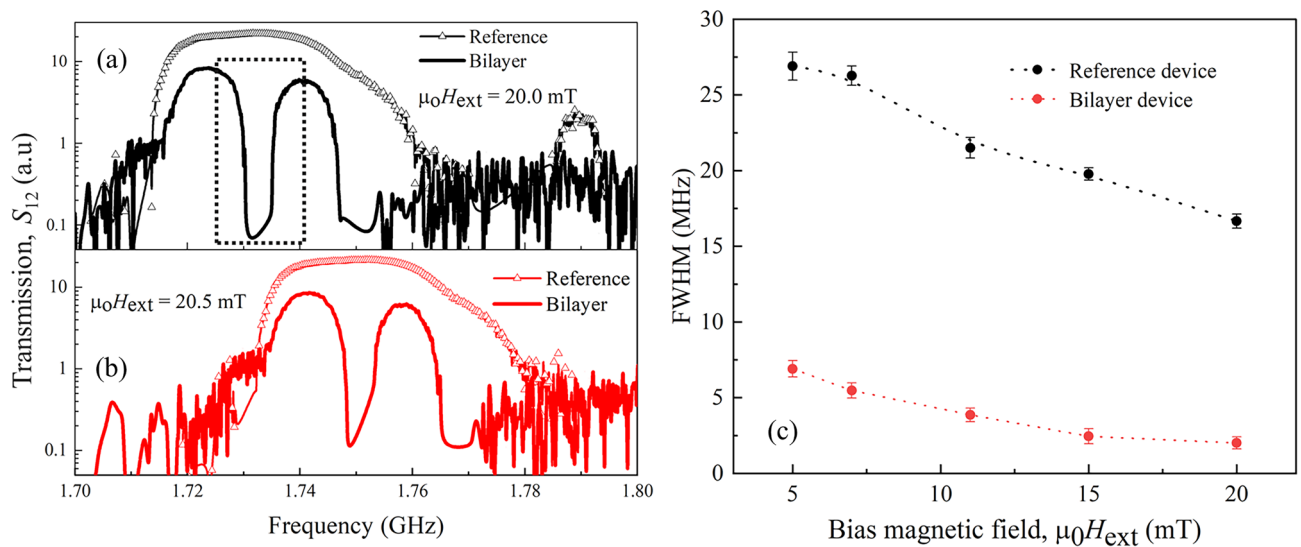 (a)
Reference
Bilayer
μ₀Hext = 20.0 mT
10
1
0.1
Transmission, S₁₂ (a.u)
(b)
Reference
Bilayer
μ₀Hext = 20.5 mT
10
1
0.1
1.70 1.72 1.74 1.76 1.78 1.80
Frequency (GHz)
30
25
20
15
10
5
0
FWHM (MHz)
Reference device
Bilayer device
(c)
5 10 15 20
Bias magnetic field, μ₀Hext (mT)